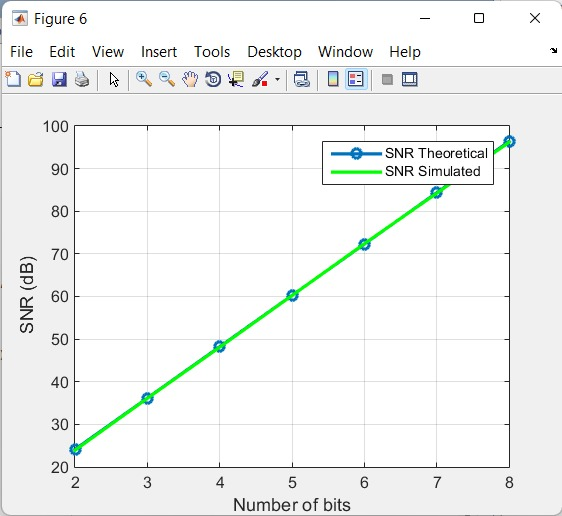 Figure 6
File Edit View Insert Tools Desktop Window Help
100
90
80
70
60
50
40
30
20
SNR (dB)
SNR Theoretical
SNR Simulated
2 3 4 5 6 7 8
Number of bits